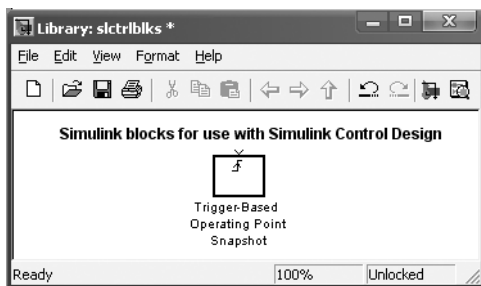 Library: slctrlblks *
File Edit View Format Help
Simulink blocks for use with Simulink Control Design
Trigger-Based
Operating Point
Snapshot
Ready 100% Unlocked